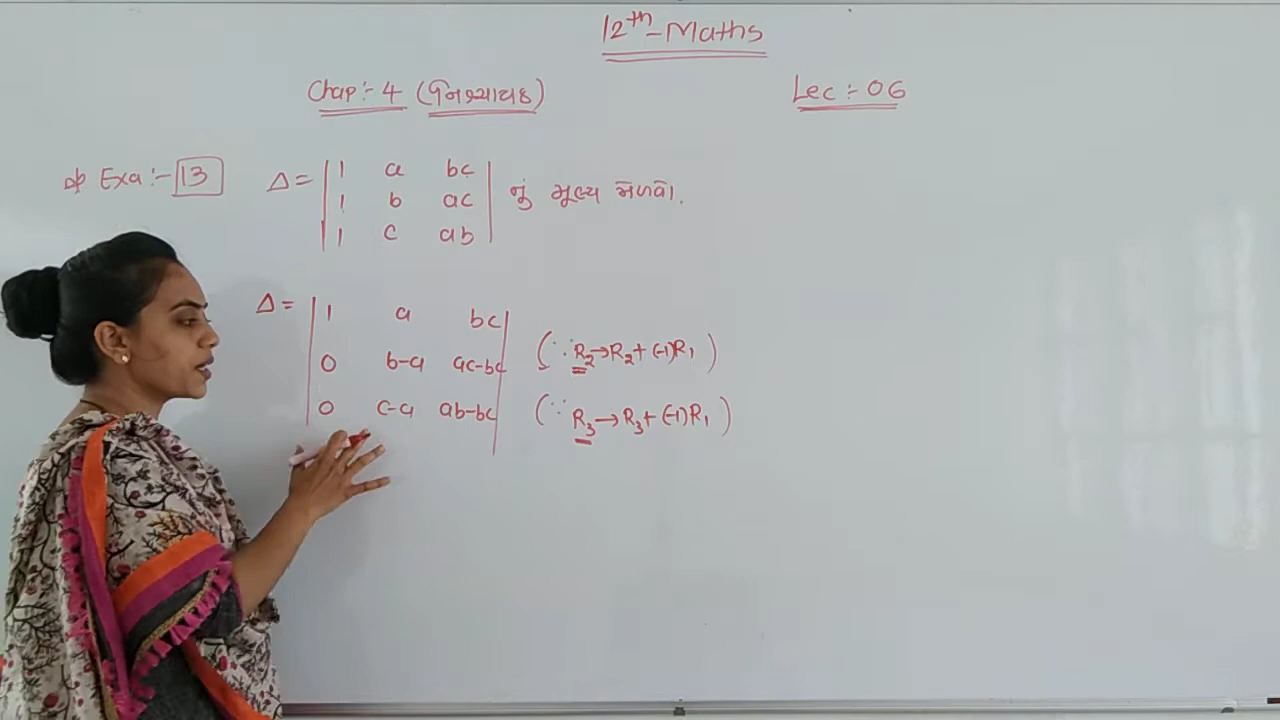 12th-Maths
Chap:- 4 (નિશ્ચાયક)
Lec :- 06
Exa:- 13 Δ = | 1 a bc |
| 1 b ac | નું મૂલ્ય મેળવો.
| 1 c ab |
Δ = | 1 a bc |
| 0 b-a ac-bc | (∵ R₂→R₂+(-1)R₁)
| 0 c-a ab-bc | (∵ R₃→R₃+(-1)R₁)